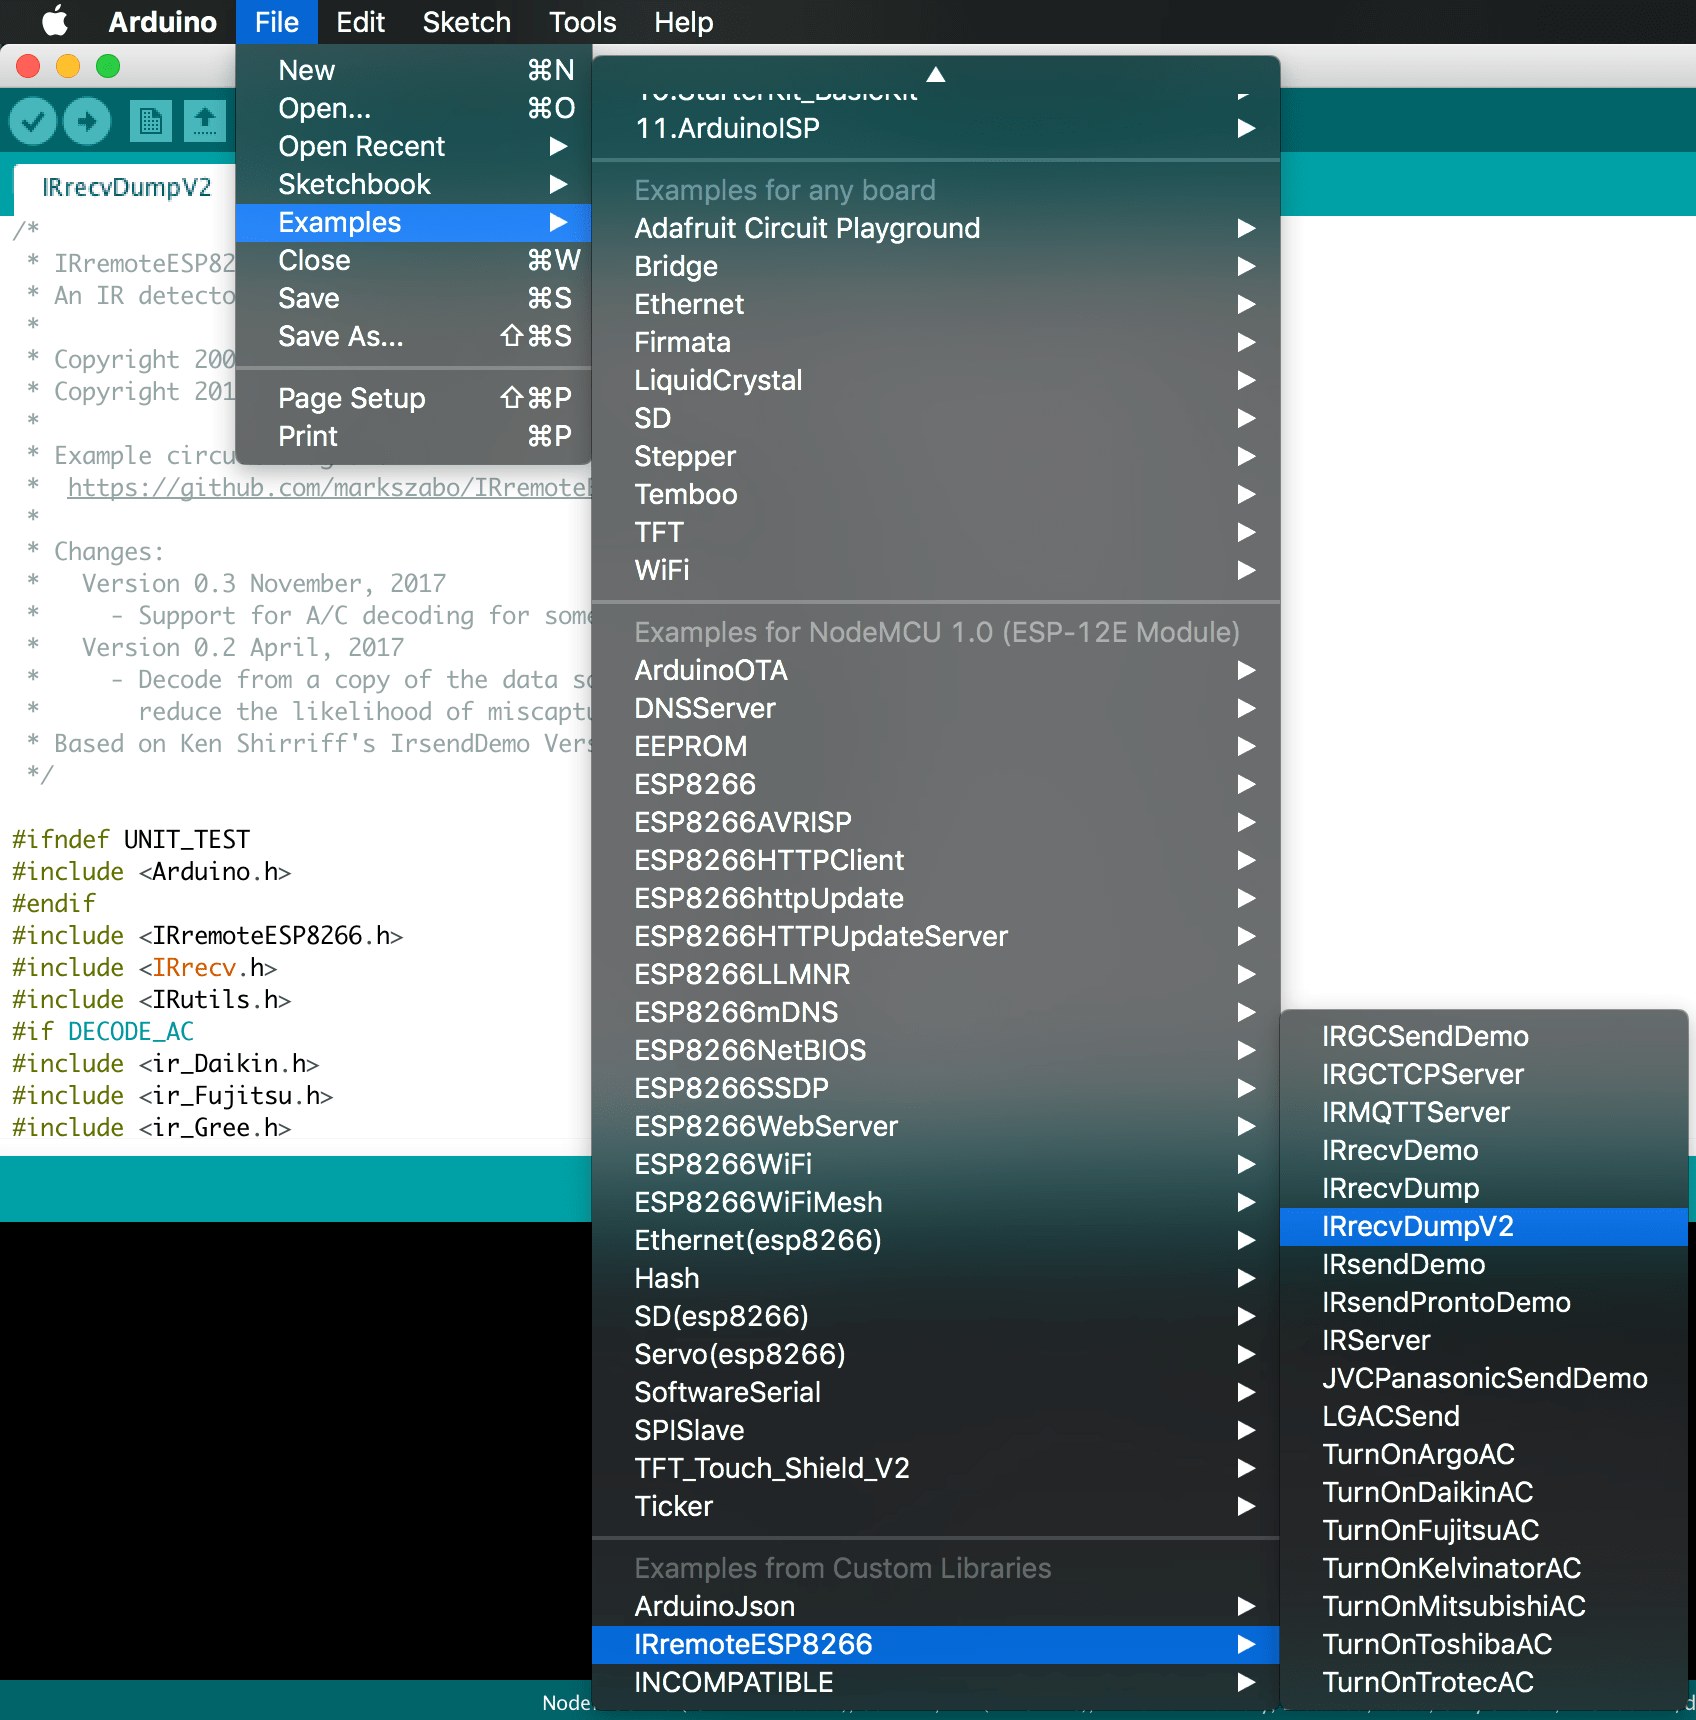 Arduino File Edit Sketch Tools Help
New ⌘N
Open... ⌘O
Open Recent ▶
Sketchbook ▶
Examples ▶
Close ⌘W
Save ⌘S
Save As... ⇧⌘S
Page Setup ⇧⌘P
Print ⌘P
IRrecvDumpV2
/*
* IRremoteESP82
* An IR detecto
*
* Copyright 200
* Copyright 201
*
* Example circu
* https://github.com/markszabo/IRremoteE
*
* Changes:
* Version 0.3 November, 2017
* - Support for A/C decoding for some
* Version 0.2 April, 2017
* - Decode from a copy of the data so
* reduce the likelihood of miscaptu
* Based on Ken Shirriff's IrsendDemo Vers
*/
#ifndef UNIT_TEST
#include <Arduino.h>
#endif
#include <IRremoteESP8266.h>
#include <IRrecv.h>
#include <IRutils.h>
#if DECODE_AC
#include <ir_Daikin.h>
#include <ir_Fujitsu.h>
#include <ir_Gree.h>
Node
▲
10.StarterKit_BasicKit ▶
11.ArduinoISP ▶
Examples for any board
Adafruit Circuit Playground ▶
Bridge ▶
Ethernet ▶
Firmata ▶
LiquidCrystal ▶
SD ▶
Stepper ▶
Temboo ▶
TFT ▶
WiFi ▶
Examples for NodeMCU 1.0 (ESP-12E Module)
ArduinoOTA ▶
DNSServer ▶
EEPROM ▶
ESP8266 ▶
ESP8266AVRISP ▶
ESP8266HTTPClient ▶
ESP8266httpUpdate ▶
ESP8266HTTPUpdateServer ▶
ESP8266LLMNR ▶
ESP8266mDNS ▶
ESP8266NetBIOS ▶
ESP8266SSDP ▶
ESP8266WebServer ▶
ESP8266WiFi ▶
ESP8266WiFiMesh ▶
Ethernet(esp8266) ▶
Hash ▶
SD(esp8266) ▶
Servo(esp8266) ▶
SoftwareSerial ▶
SPISlave ▶
TFT_Touch_Shield_V2 ▶
Ticker ▶
Examples from Custom Libraries
ArduinoJson ▶
IRremoteESP8266 ▶
INCOMPATIBLE ▶
IRGCSendDemo
IRGCTCPServer
IRMQTTServer
IRrecvDemo
IRrecvDump
IRrecvDumpV2
IRsendDemo
IRsendProntoDemo
IRServer
JVCPanasonicSendDemo
LGACSend
TurnOnArgoAC
TurnOnDaikinAC
TurnOnFujitsuAC
TurnOnKelvinatorAC
TurnOnMitsubishiAC
TurnOnToshibaAC
TurnOnTrotecAC